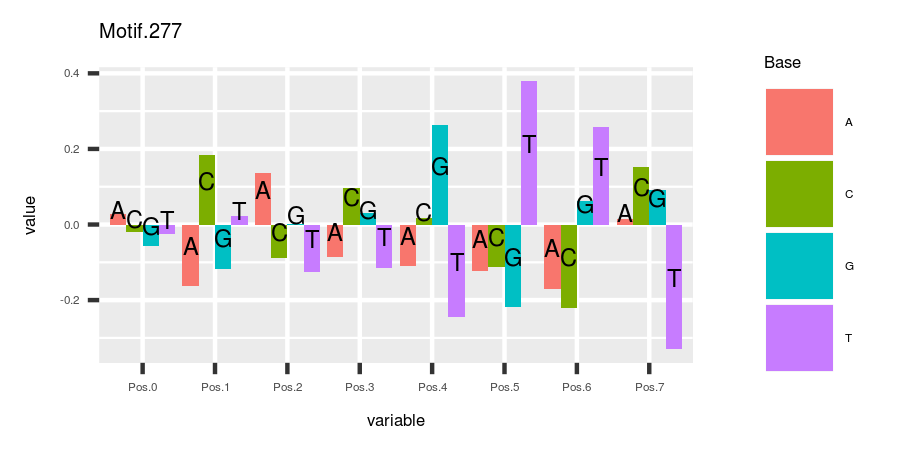 Motif.277
Base
0.4
0.2
0.0
-0.2
value
A C G T
A C G T
A C G T
A C G T
A C G T
A C G T
A C G T
A C G T
Pos.0 Pos.1 Pos.2 Pos.3 Pos.4 Pos.5 Pos.6 Pos.7
variable
A
C
G
T